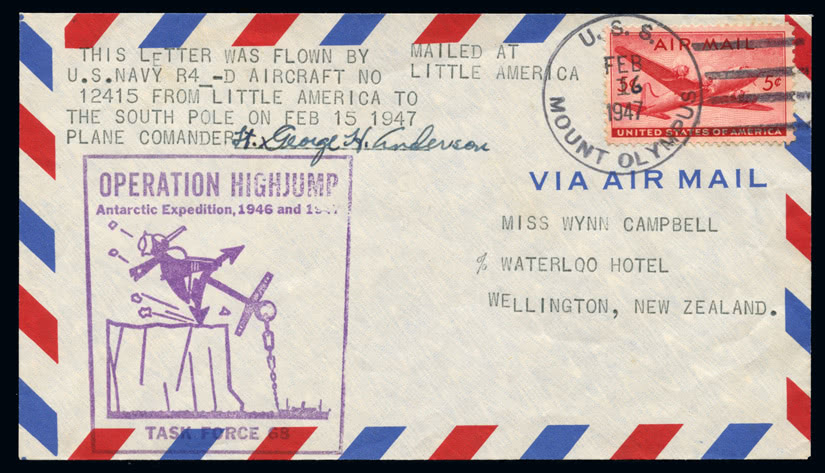 THIS LETTER WAS FLOWN BY
U.S.NAVY R4_-D AIRCRAFT NO
12415 FROM LITTLE AMERICA TO
THE SOUTH POLE ON FEB 15 1947
PLANE COMANDER Lt. George H. Anderson
MAILED AT
LITTLE AMERICA
U. S. S.
FEB
16
1947
MOUNT OLYMPUS
AIR MAIL
5¢ 5¢
UNITED STATES OF AMERICA
VIA AIR MAIL
OPERATION HIGHJUMP
Antarctic Expedition, 1946 and 1947
TASK FORCE 68
MISS WYNN CAMPBELL
% WATERLOO HOTEL
WELLINGTON, NEW ZEALAND.